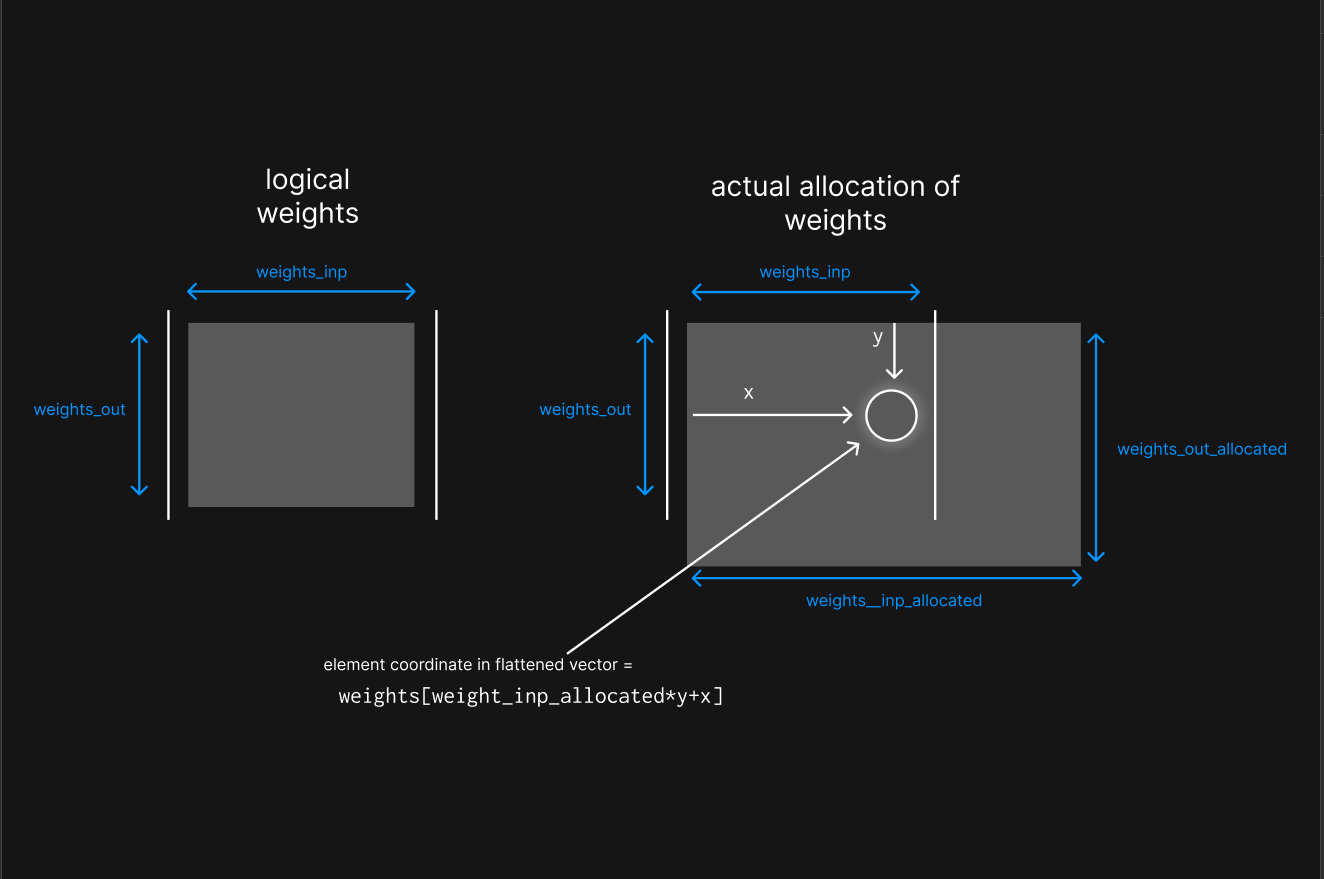 logical
weights
weights_inp
weights_out
actual allocation of
weights
weights_inp
y
x
weights_out
weights_out_allocated
weights__inp_allocated
element coordinate in flattened vector =
weights[weight_inp_allocated*y+x]